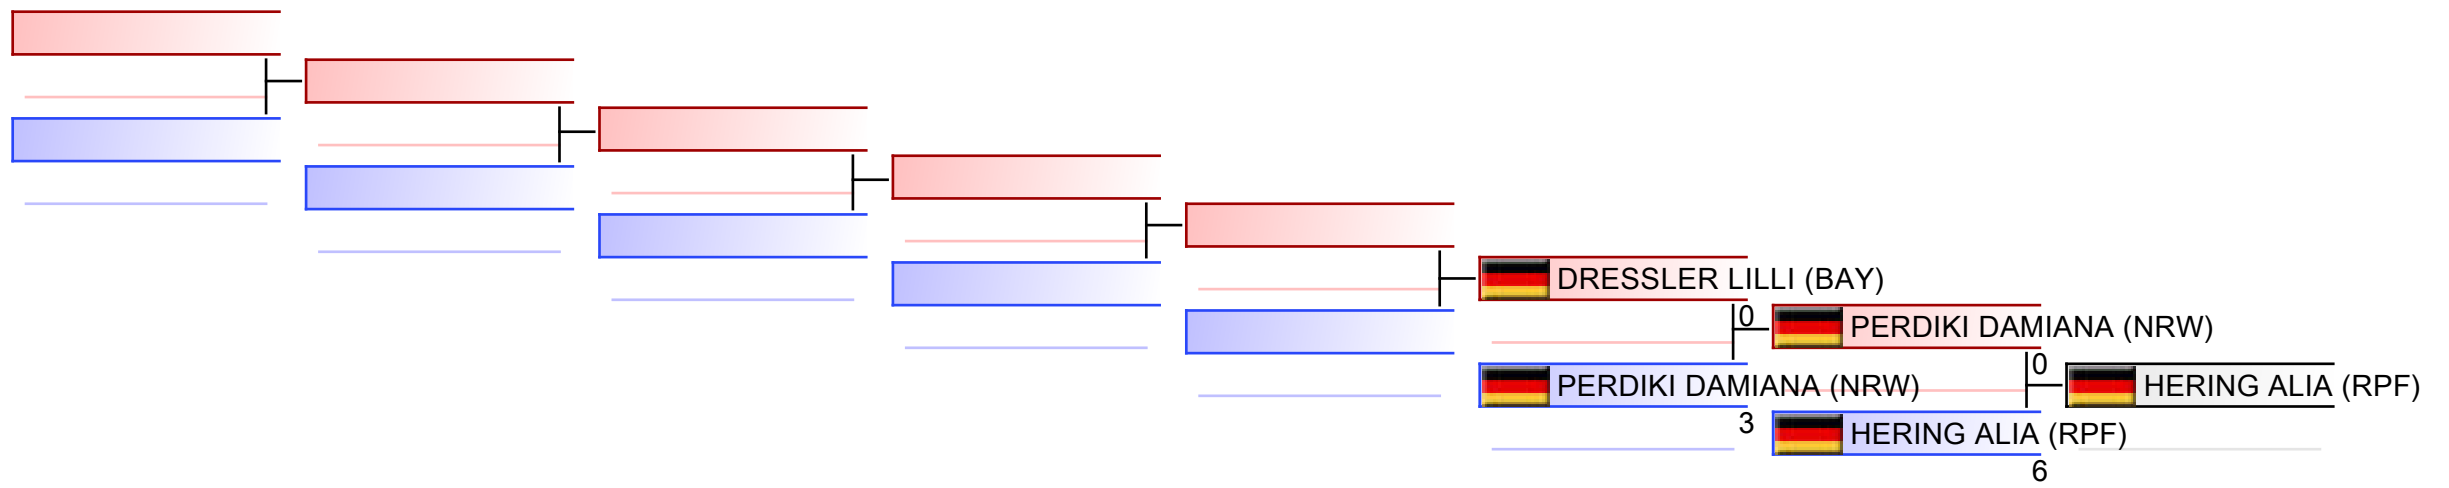 DRESSLER LILLI (BAY)
0
PERDIKI DAMIANA (NRW)
3
PERDIKI DAMIANA (NRW)
0
HERING ALIA (RPF)
6
HERING ALIA (RPF)